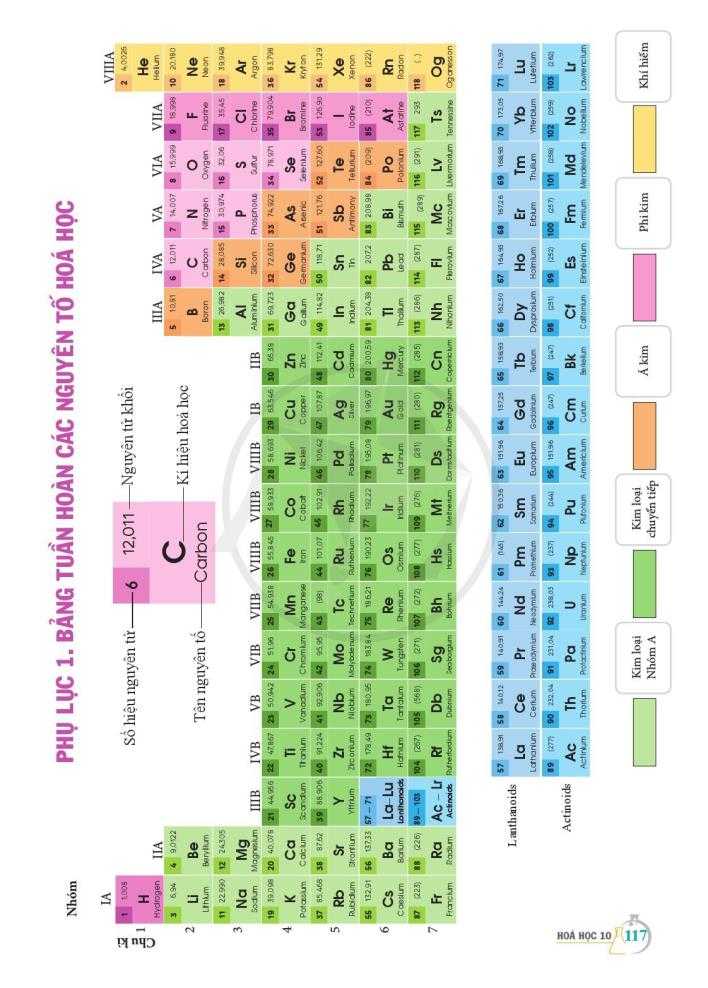 PHỤ LỤC 1. BẢNG TUẦN HOÀN CÁC NGUYÊN TỐ HOÁ HỌC
Nhóm
Chu kì
Số hiệu nguyên tử
6
12,011
Nguyên tử khối
C
Kí hiệu hoá học
Tên nguyên tố
Carbon
IA IIA IIIB IVB VB VIB VIIB VIIIB VIIIB VIIIB IB IIB IIIA IVA VA VIA VIIA VIIIA
1
1 1,008 H Hydrogen
2 4,0026 He Helium
2
3 6,94 Li Lithium
4 9,0122 Be Beryllium
5 10,81 B Boron
6 12,011 C Carbon
7 14,007 N Nitrogen
8 15,999 O Oxygen
9 18,998 F Fluorine
10 20,180 Ne Neon
3
11 22,990 Na Sodium
12 24,305 Mg Magnesium
13 26,982 Al Aluminium
14 28,085 Si Silicon
15 30,974 P Phosphorus
16 32,06 S Sulfur
17 35,45 Cl Chlorine
18 39,948 Ar Argon
4
19 39,098 K Potassium
20 40,078 Ca Calcium
21 44,956 Sc Scandium
22 47,867 Ti Titanium
23 50,942 V Vanadium
24 51,96 Cr Chromium
25 54,938 Mn Manganese
26 55,845 Fe Iron
27 58,933 Co Cobalt
28 58,693 Ni Nickel
29 63,546 Cu Copper
30 65,38 Zn Zinc
31 69,723 Ga Gallium
32 72,630 Ge Germanium
33 74,922 As Arsenic
34 78,971 Se Selenium
35 79,904 Br Bromine
36 83,798 Kr Kryton
5
37 85,468 Rb Rubidium
38 87,62 Sr Strontium
39 88,906 Y Yttrium
40 91,224 Zr Zirconium
41 92,906 Nb Niobium
42 95,95 Mo Molybdenum
43 (98) Tc Technetium
44 101,07 Ru Ruthenium
45 102,91 Rh Rhodium
46 106,42 Pd Palladium
47 107,87 Ag Silver
48 112,41 Cd Cadmium
49 114,82 In Indium
50 118,71 Sn Tin
51 121,76 Sb Antimony
52 127,60 Te Tellurium
53 126,90 I Iodine
54 131,29 Xe Xenon
6
55 132,91 Cs Caesium
56 137,33 Ba Barium
57 – 71 La–Lu Lanthanoids
72 178,49 Hf Hafnium
73 180,95 Ta Tantalum
74 183,84 W Tungsten
75 186,21 Re Rhenium
76 190,23 Os Osmium
77 192,22 Ir Iridium
78 195,08 Pt Platinum
79 196,97 Au Gold
80 200,59 Hg Mercury
81 204,38 Tl Thallium
82 207,2 Pb Lead
83 208,98 Bi Bismuth
84 (209) Po Polonium
85 (210) At Astatine
86 (222) Rn Radon
7
87 (223) Fr Francium
88 (226) Ra Radium
89 – 103 Ac – Lr Actinoids
104 (267) Rf Rutherfordium
105 (568) Db Dubnium
106 (271) Sg Seaborgium
107 (272) Bh Bohrium
108 (277) Hs Hassium
109 (276) Mt Meitnerium
110 (281) Ds Darmstadtium
111 (280) Rg Roentgenium
112 (285) Cn Copernicium
113 (286) Nh Nihonium
114 (287) Fl Flerovium
115 (289) Mc Moscovium
116 (291) Lv Livermorium
117 293 Ts Tennessine
118 Og Oganesson
Lanthanoids
57 138,91 La Lathanium
58 140,12 Ce Cerium
59 140,91 Pr Praseodymium
60 144,24 Nd Neodymium
61 (145) Pm Promethium
62 150,36 Sm Samarium
63 151,96 Eu Europium
64 157,25 Gd Gadolinium
65 158,93 Tb Terbium
66 162,50 Dy Dysprosium
67 164,93 Ho Holmium
68 167,26 Er Erbium
69 168,93 Tm Thulium
70 173,05 Yb Ytterbium
71 174,97 Lu Lutetium
Actinoids
89 (277) Ac Actinium
90 232,04 Th Thorium
91 231,04 Pa Protactinium
92 238,03 U Uranium
93 (237) Np Neptunium
94 (244) Pu Plutonium
95 151,96 Am Americium
96 (247) Cm Curium
97 (247) Bk Berkelium
98 (251) Cf Californium
99 (252) Es Einsteinium
100 (257) Fm Fermium
101 (258) Md Mendelevium
102 (259) No Nobelium
103 (262) Lr Lawrencium
Kim loại
Nhóm A
Kim loại
chuyển tiếp
Á kim
Phi kim
Khí hiếm
HOÁ HỌC 10
117